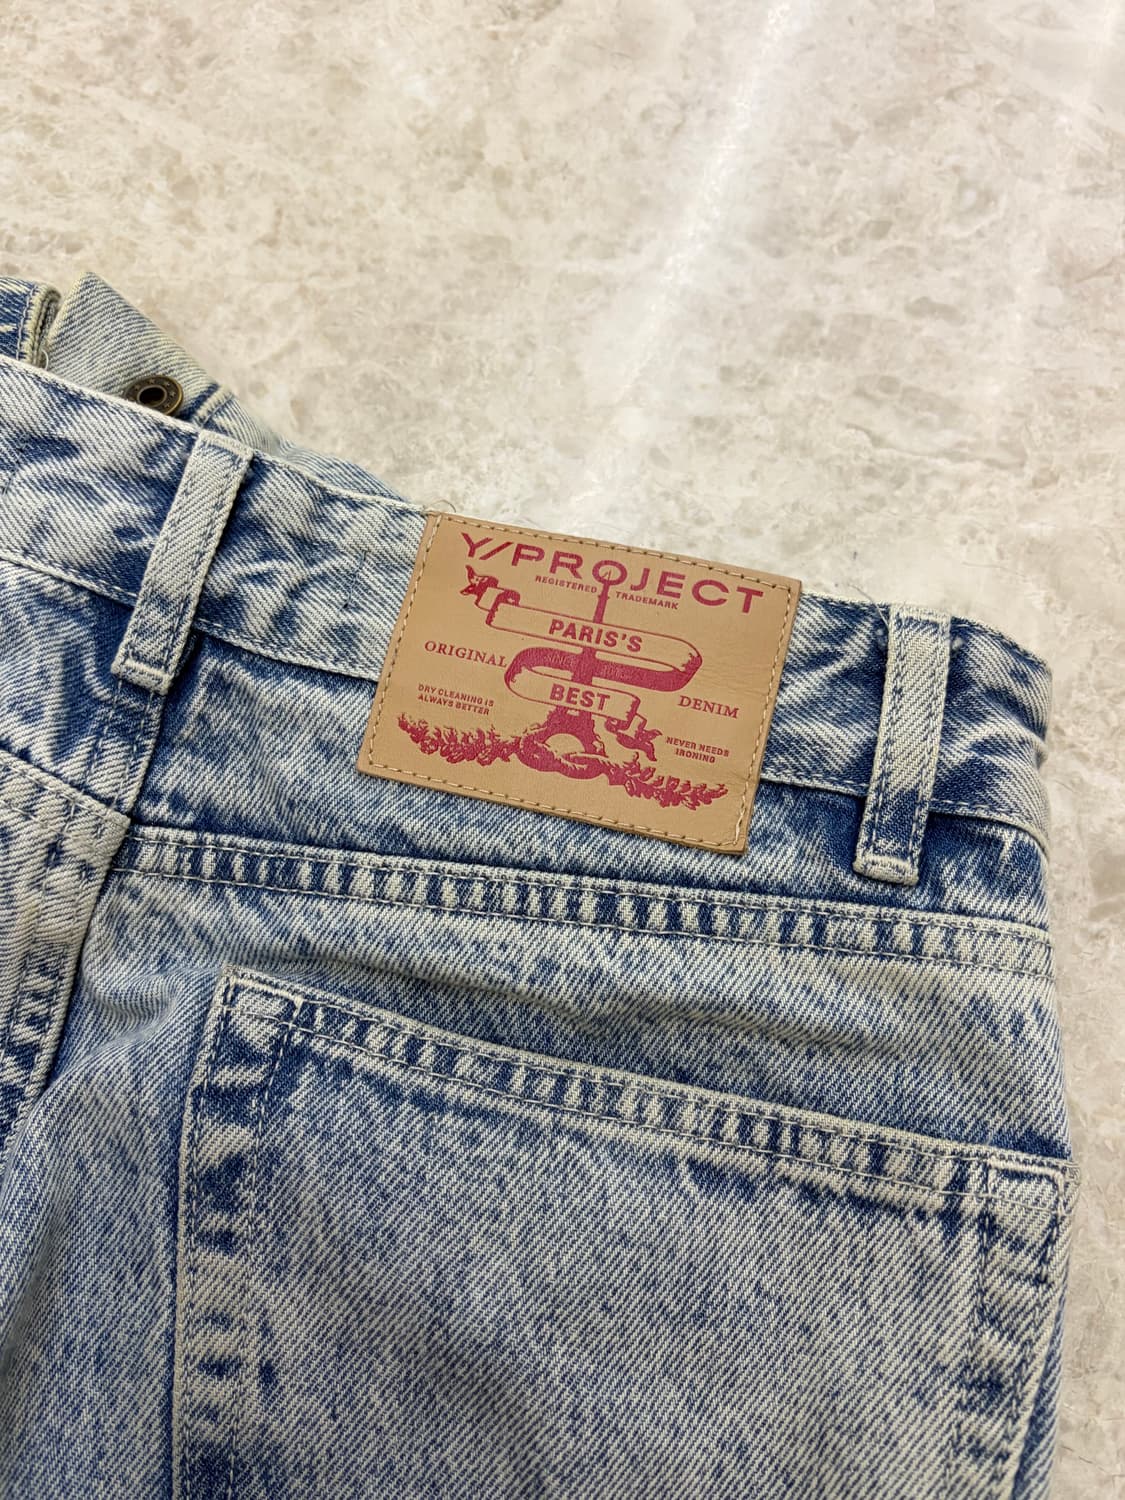 Y/PROJECT
REGISTERED TRADEMARK
PARIS'S
ORIGINAL
BEST
DENIM
DRY CLEANING IS
ALWAYS BETTER
NEVER NEEDS
IRONING